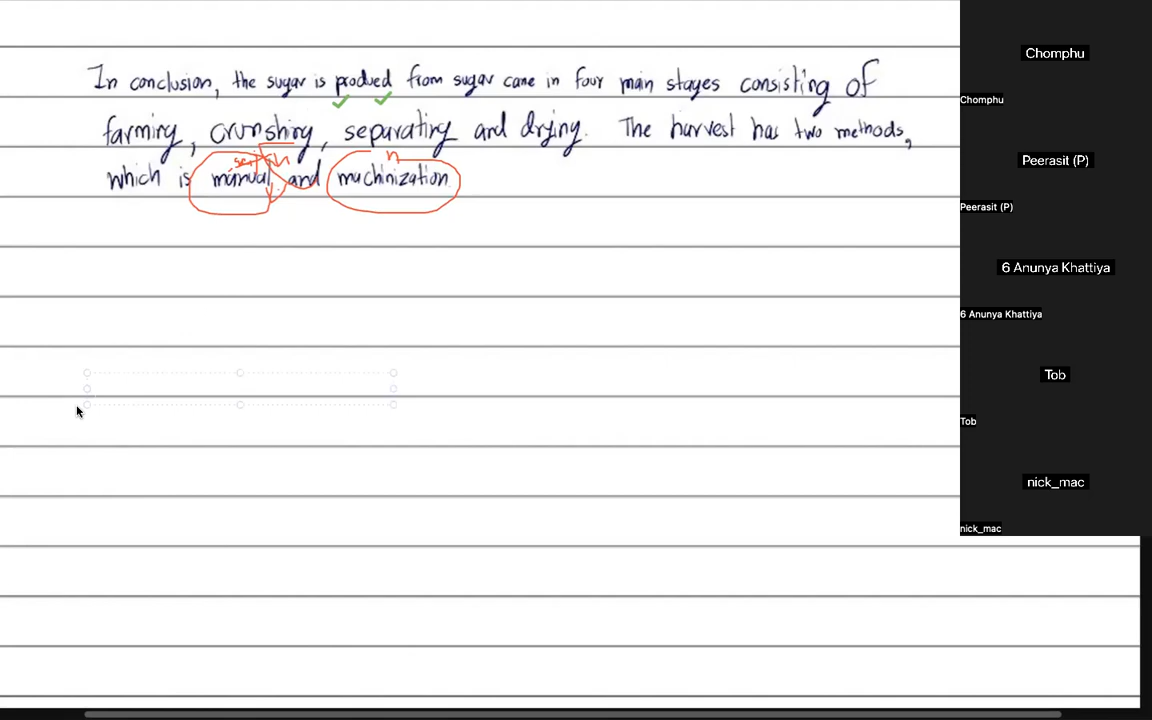 In conclusion, the sugar is produed from sugar cane in four main stages consisting of
farming, crunshing, separating and drying. The harvest has two methods,
which is manual and machinization
n
Chomphu
Chomphu
Peerasit (P)
Peerasit (P)
6 Anunya Khattiya
6 Anunya Khattiya
Tob
Tob
nick_mac
nick_mac